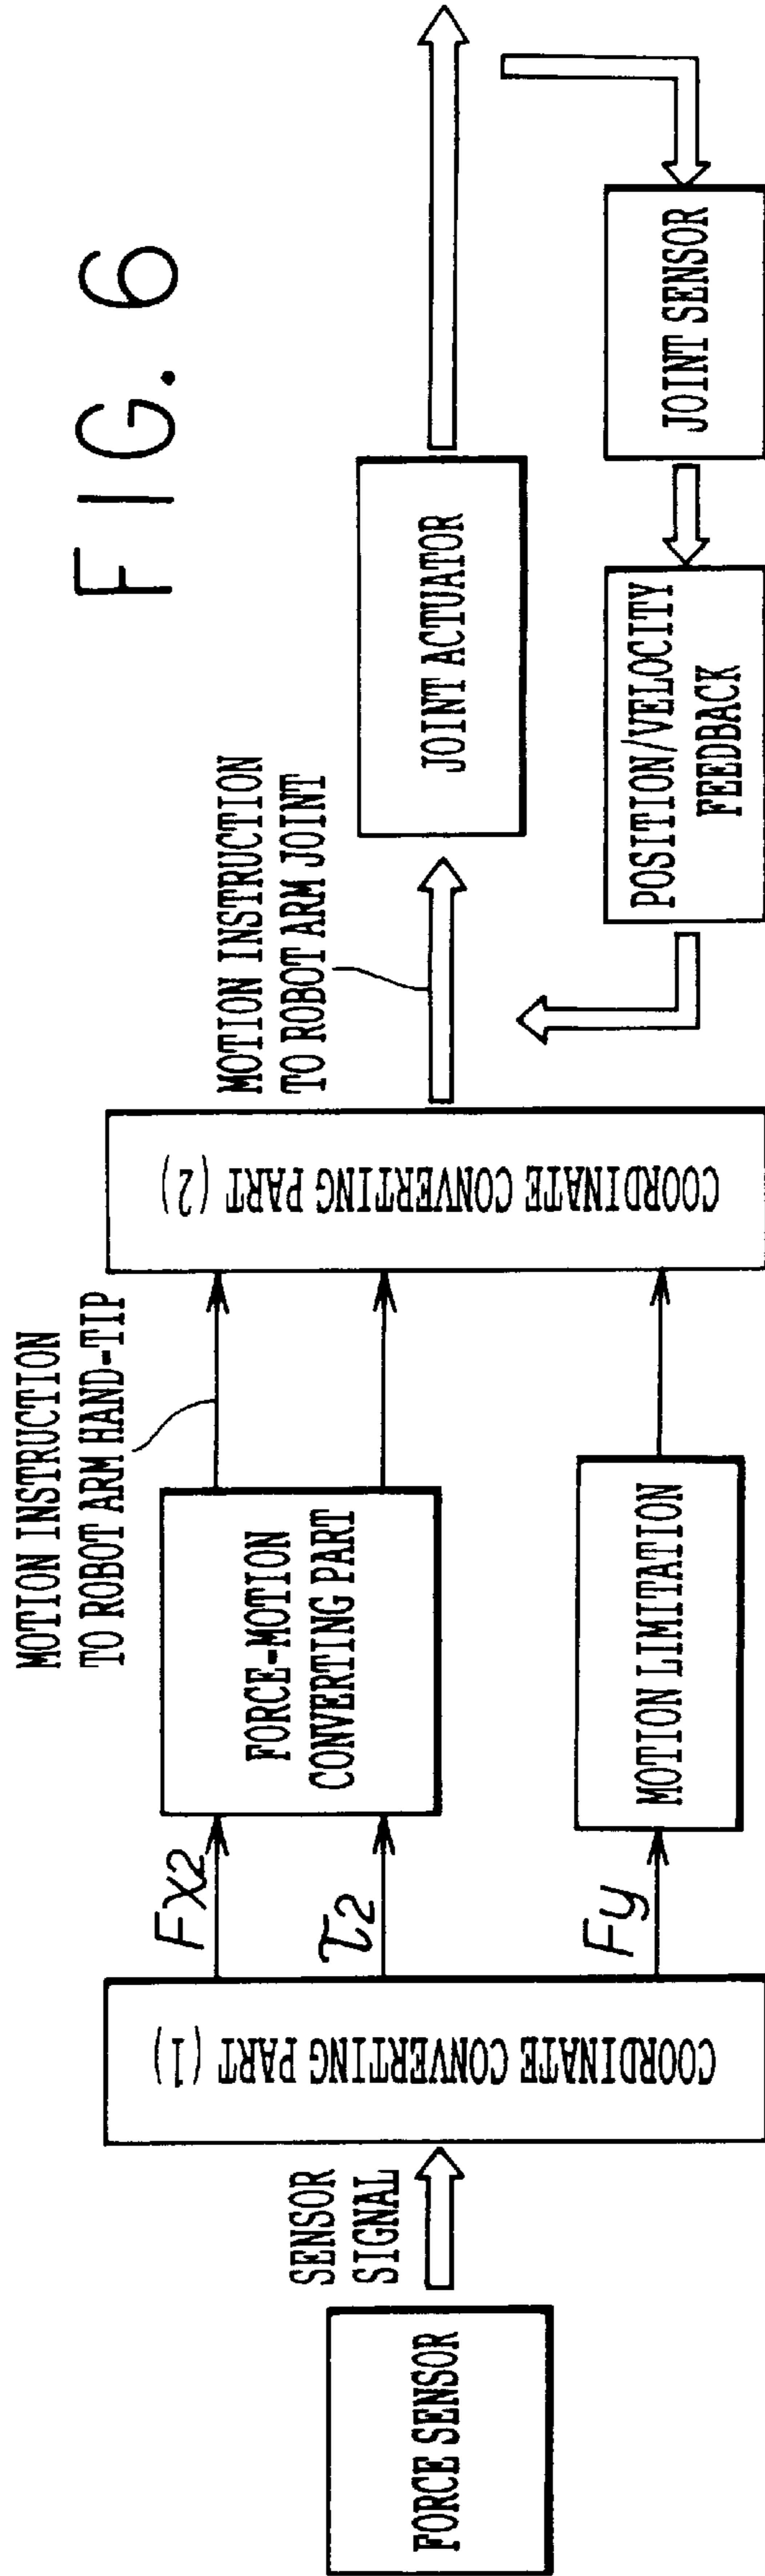 FIG. 6
FORCE SENSOR
SENSOR
SIGNAL
COORDINATE CONVERTING PART (1)
Fx2
τ2
Fy
FORCE-MOTION
CONVERTING PART
MOTION LIMITATION
MOTION INSTRUCTION
TO ROBOT ARM HAND-TIP
COORDINATE CONVERTING PART (2)
MOTION INSTRUCTION
TO ROBOT ARM JOINT
JOINT ACTUATOR
POSITION/VELOCITY
FEEDBACK
JOINT SENSOR